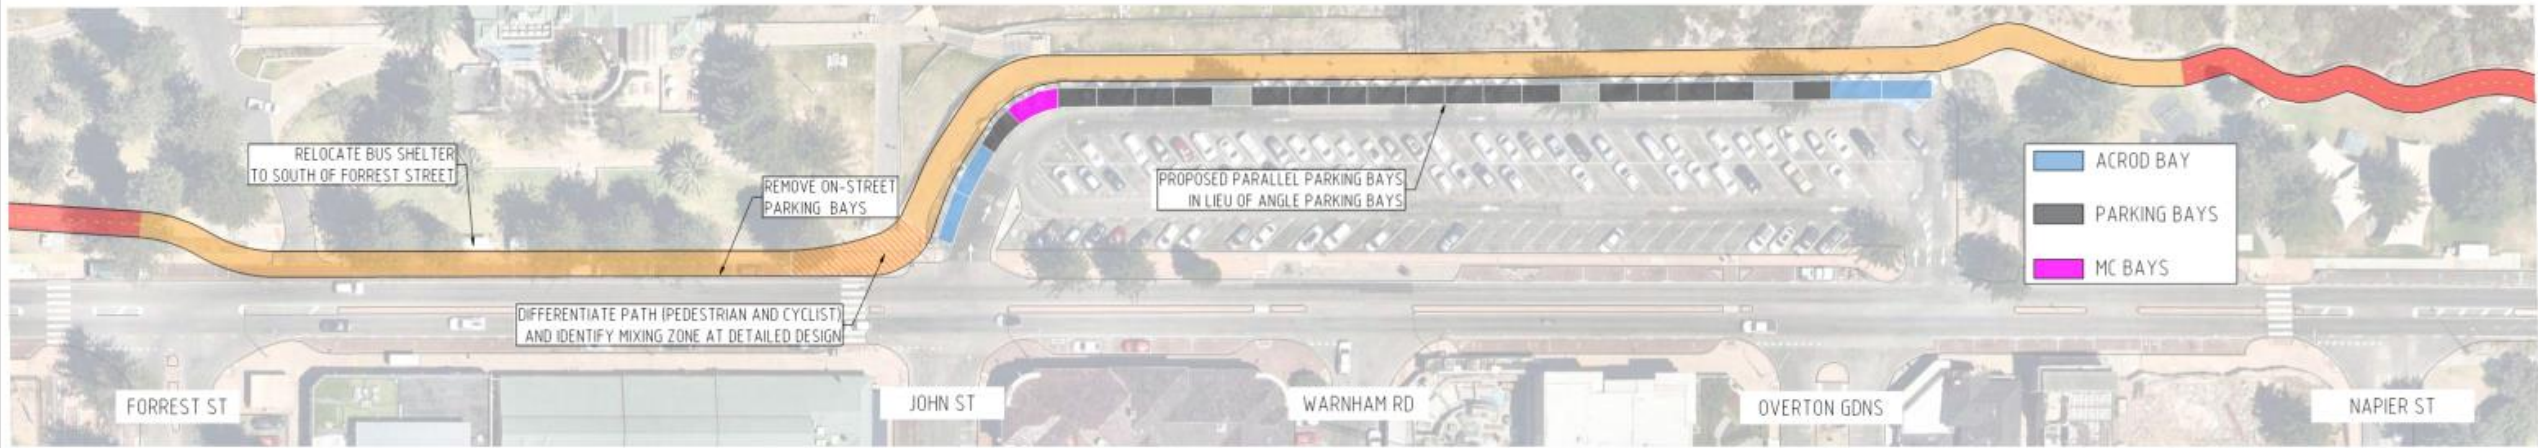 RELOCATE BUS SHELTER
TO SOUTH OF FORREST STREET
REMOVE ON-STREET
PARKING BAYS
DIFFERENTIATE PATH (PEDESTRIAN AND CYCLIST)
AND IDENTIFY MIXING ZONE AT DETAILED DESIGN
PROPOSED PARALLEL PARKING BAYS
IN LIEU OF ANGLE PARKING BAYS
ACROD BAY
PARKING BAYS
MC BAYS
FORREST ST
JOHN ST
WARNHAM RD
OVERTON GDNS
NAPIER ST